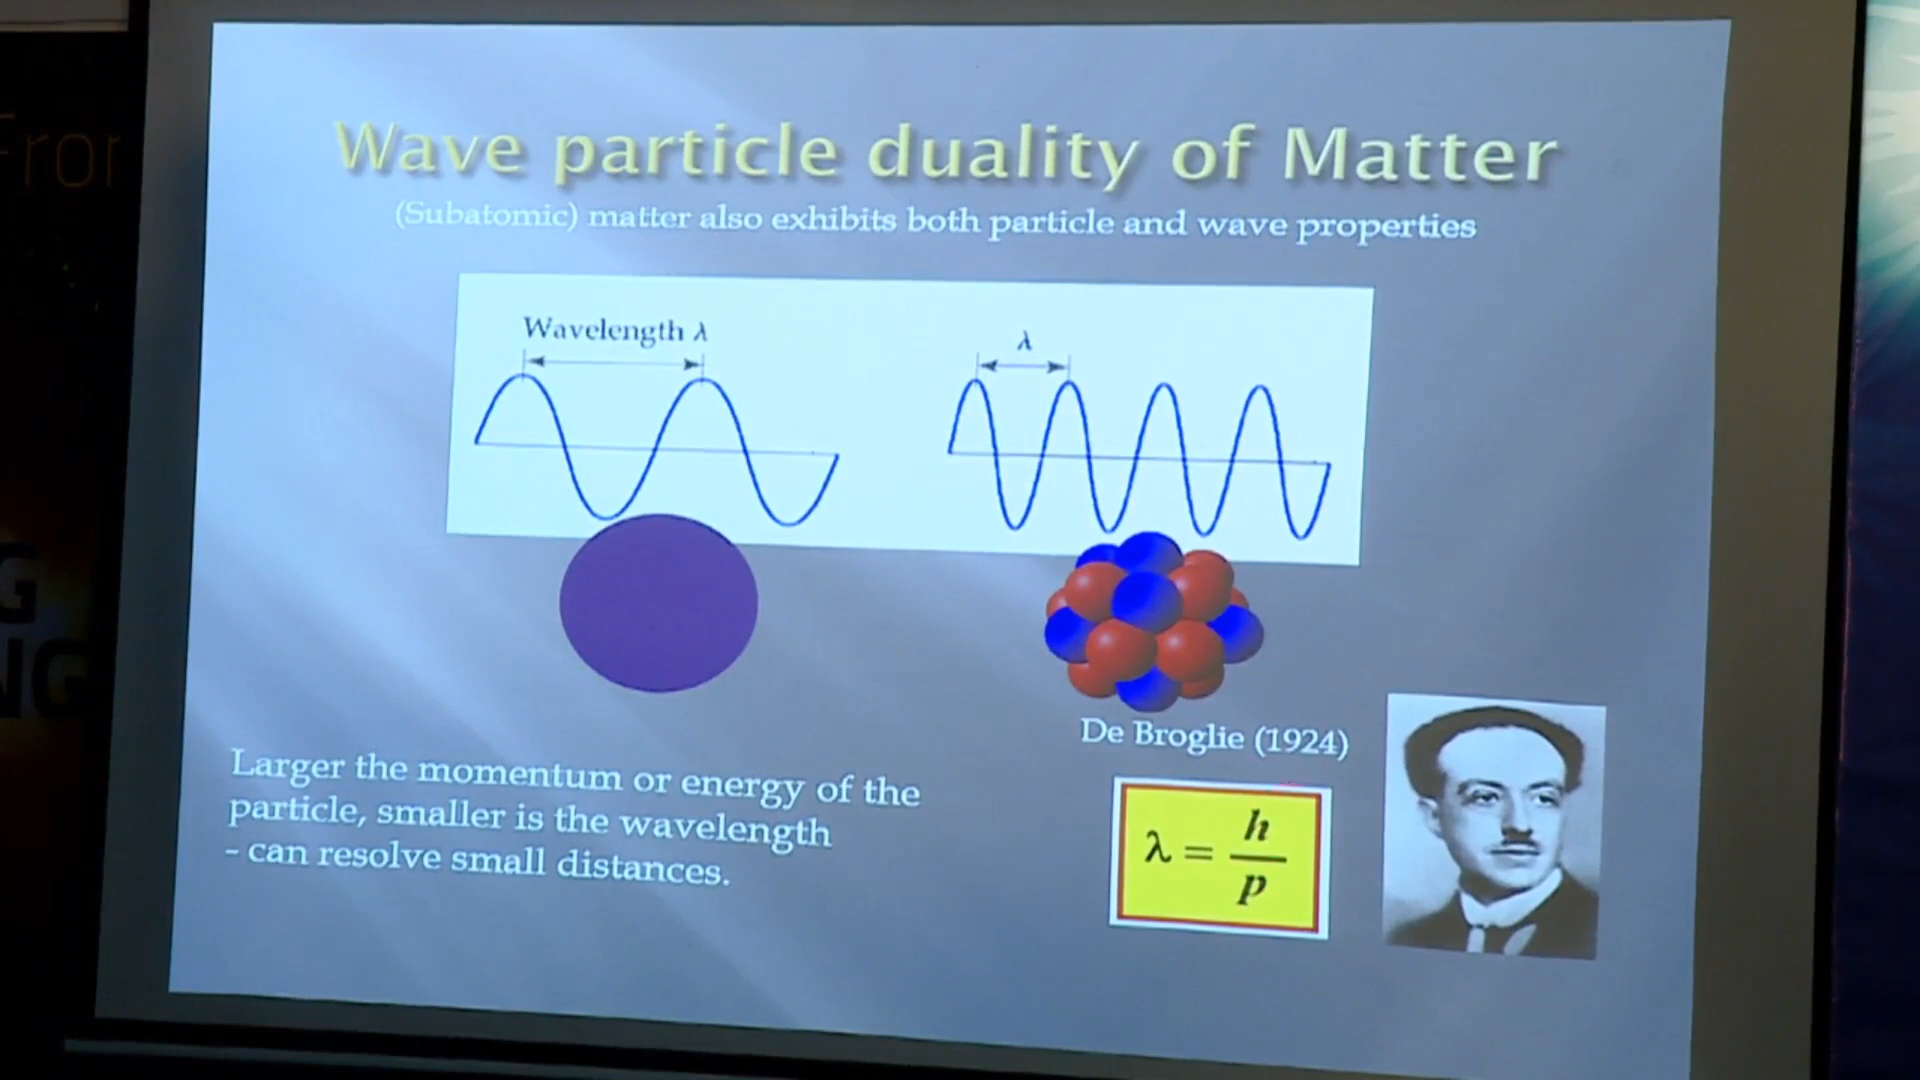 Wave particle duality of Matter
(Subatomic) matter also exhibits both particle and wave properties
Wavelength λ
λ
De Broglie (1924)
Larger the momentum or energy of the
particle, smaller is the wavelength
- can resolve small distances.
λ = h/p